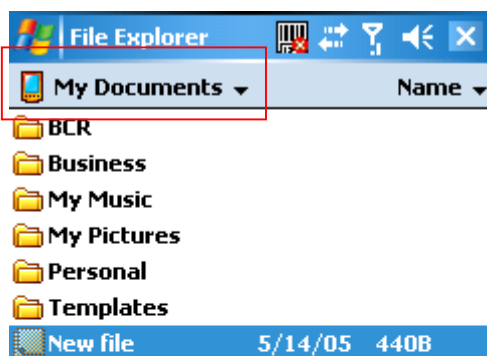 File Explorer
My Documents Name
BCR
Business
My Music
My Pictures
Personal
Templates
New file 5/14/05 440B